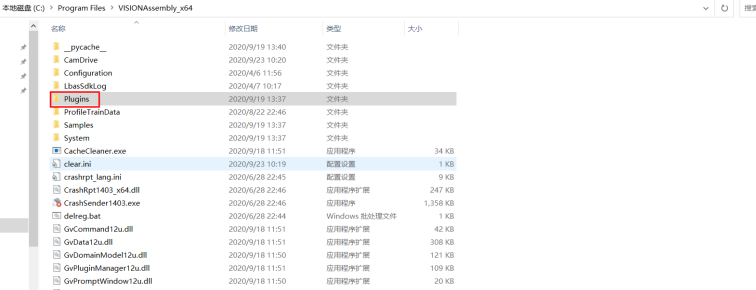 本地磁盘 (C:) › Program Files › VISIONAssembly_x64
名称 修改日期 类型 大小
__pycache__ 2020/9/19 13:40 文件夹
CamDrive 2020/9/23 10:20 文件夹
Configuration 2020/4/6 11:56 文件夹
LbasSdkLog 2020/4/7 10:17 文件夹
Plugins 2020/9/19 13:37 文件夹
ProfileTrainData 2020/8/22 22:46 文件夹
Samples 2020/9/19 13:37 文件夹
System 2020/9/19 13:37 文件夹
CacheCleaner.exe 2020/9/18 11:51 应用程序 34 KB
clear.ini 2020/9/23 10:19 配置设置 1 KB
crashrpt_lang.ini 2020/6/28 22:45 配置设置 9 KB
CrashRpt1403_x64.dll 2020/6/28 22:46 应用程序扩展 247 KB
CrashSender1403.exe 2020/6/28 22:46 应用程序 1,358 KB
delreg.bat 2020/6/28 22:44 Windows 批处理文件 1 KB
GvCommand12u.dll 2020/9/18 11:51 应用程序扩展 42 KB
GvData12u.dll 2020/9/18 11:51 应用程序扩展 308 KB
GvDomainModel12u.dll 2020/9/18 11:50 应用程序扩展 121 KB
GvPluginManager12u.dll 2020/9/18 11:51 应用程序扩展 109 KB
GvPromptWindow12u.dll 2020/9/18 11:50 应用程序扩展 20 KB